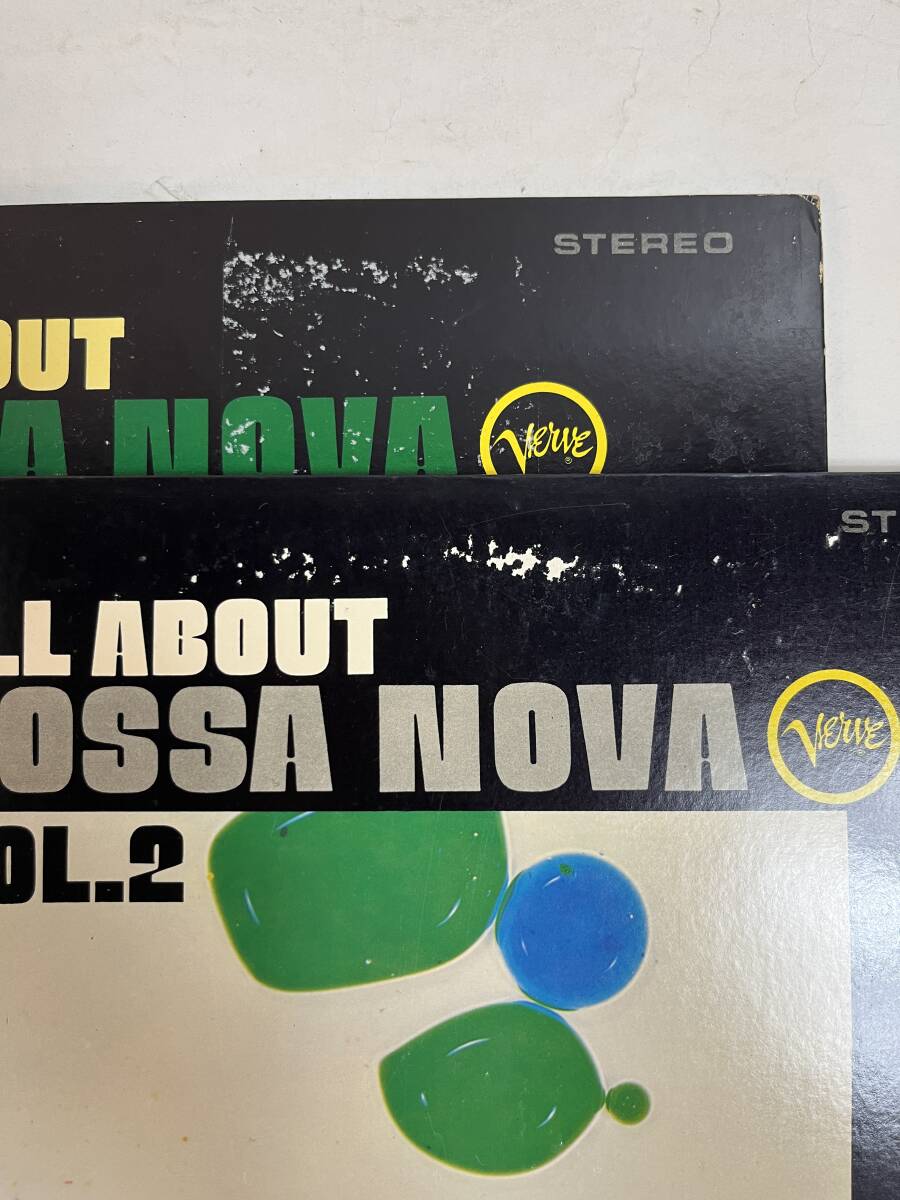 STEREO
OUT
A NOVA
Verve
ST
LL ABOUT
OSSA NOVA
Verve
OL.2